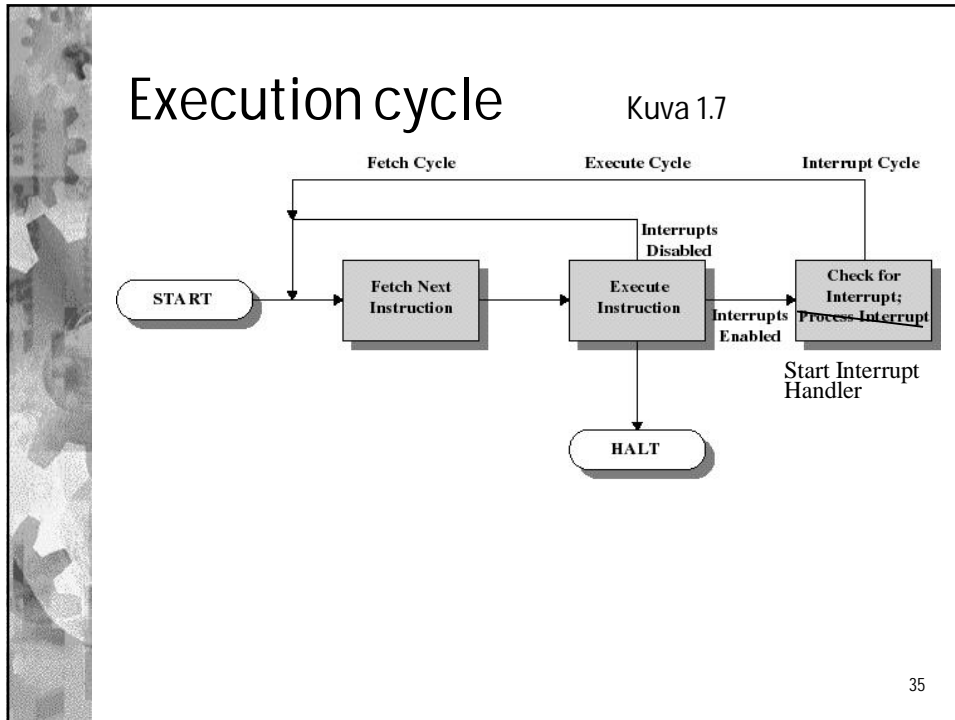 Execution cycle
Kuva 1.7
Fetch Cycle
Execute Cycle
Interrupt Cycle
Interrupts
Disabled
START
Fetch Next
Instruction
Execute
Instruction
Interrupts
Enabled
Check for
Interrupt;
Process Interrupt
Start Interrupt
Handler
HALT
35